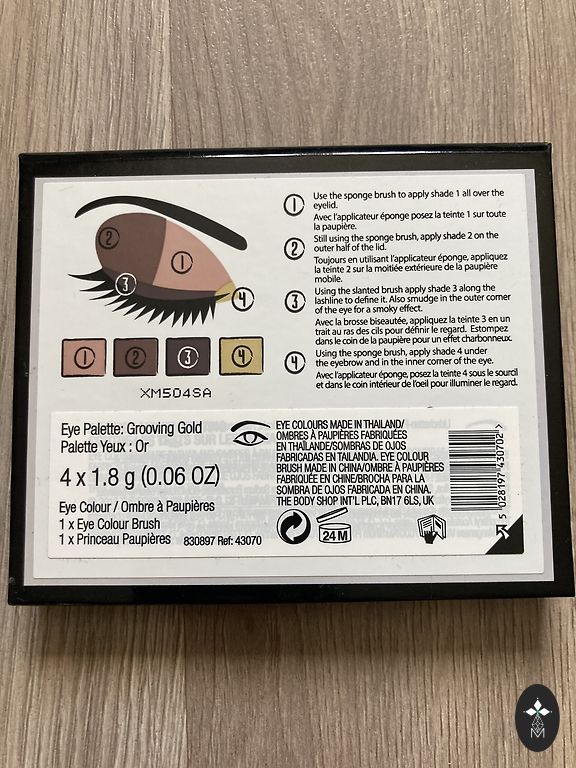 2
1
3
4
1 2 3 4
XM504SA
1
Use the sponge brush to apply shade 1 all over the
eyelid.
Avec l'applicateur éponge posez la teinte 1 sur toute
la paupière.
2
Still using the sponge brush, apply shade 2 on the
outer half of the lid.
Toujours en utilisant l'applicateur éponge, appliquez
la teinte 2 sur la moitiée extérieure de la paupière
mobile.
3
Using the slanted brush apply shade 3 along the
lashline to define it. Also smudge in the outer corner
of the eye for a smoky effect.
Avec la brosse biseautée, appliquez la teinte 3 en un
trait au ras des cils pour définir le regard. Estompez
dans le coin de la paupière pour un effet charbonneux.
4
Using the sponge brush, apply shade 4 under
the eyebrow and in the inner corner of the eye.
Avec l'applicateur éponge, posez la teinte 4 sous le sourcil
et dans le coin intérieur de l'oeil pour illuminer le regard.
Eye Palette: Grooving Gold
Palette Yeux : Or
4 x 1.8 g (0.06 OZ)
Eye Colour / Ombre à Paupières
1 x Eye Colour Brush
1 x Princeau Paupières 830897 Ref: 43070
EYE COLOURS MADE IN THAILAND/
OMBRES À PAUPIÈRES FABRIQUÉES
EN THAÏLANDE/SOMBRAS DE OJOS
FABRICADAS EN TAILANDIA. EYE COLOUR
BRUSH MADE IN CHINA/OMBRE À PAUPIÈRES
FABRIQUÉE EN CHINE/BROCHA PARA LA
SOMBRA DE OJOS FABRICADA EN CHINA.
THE BODY SHOP INT'L PLC, BN17 6LS, UK
24 M
5 028197 430702 >
M